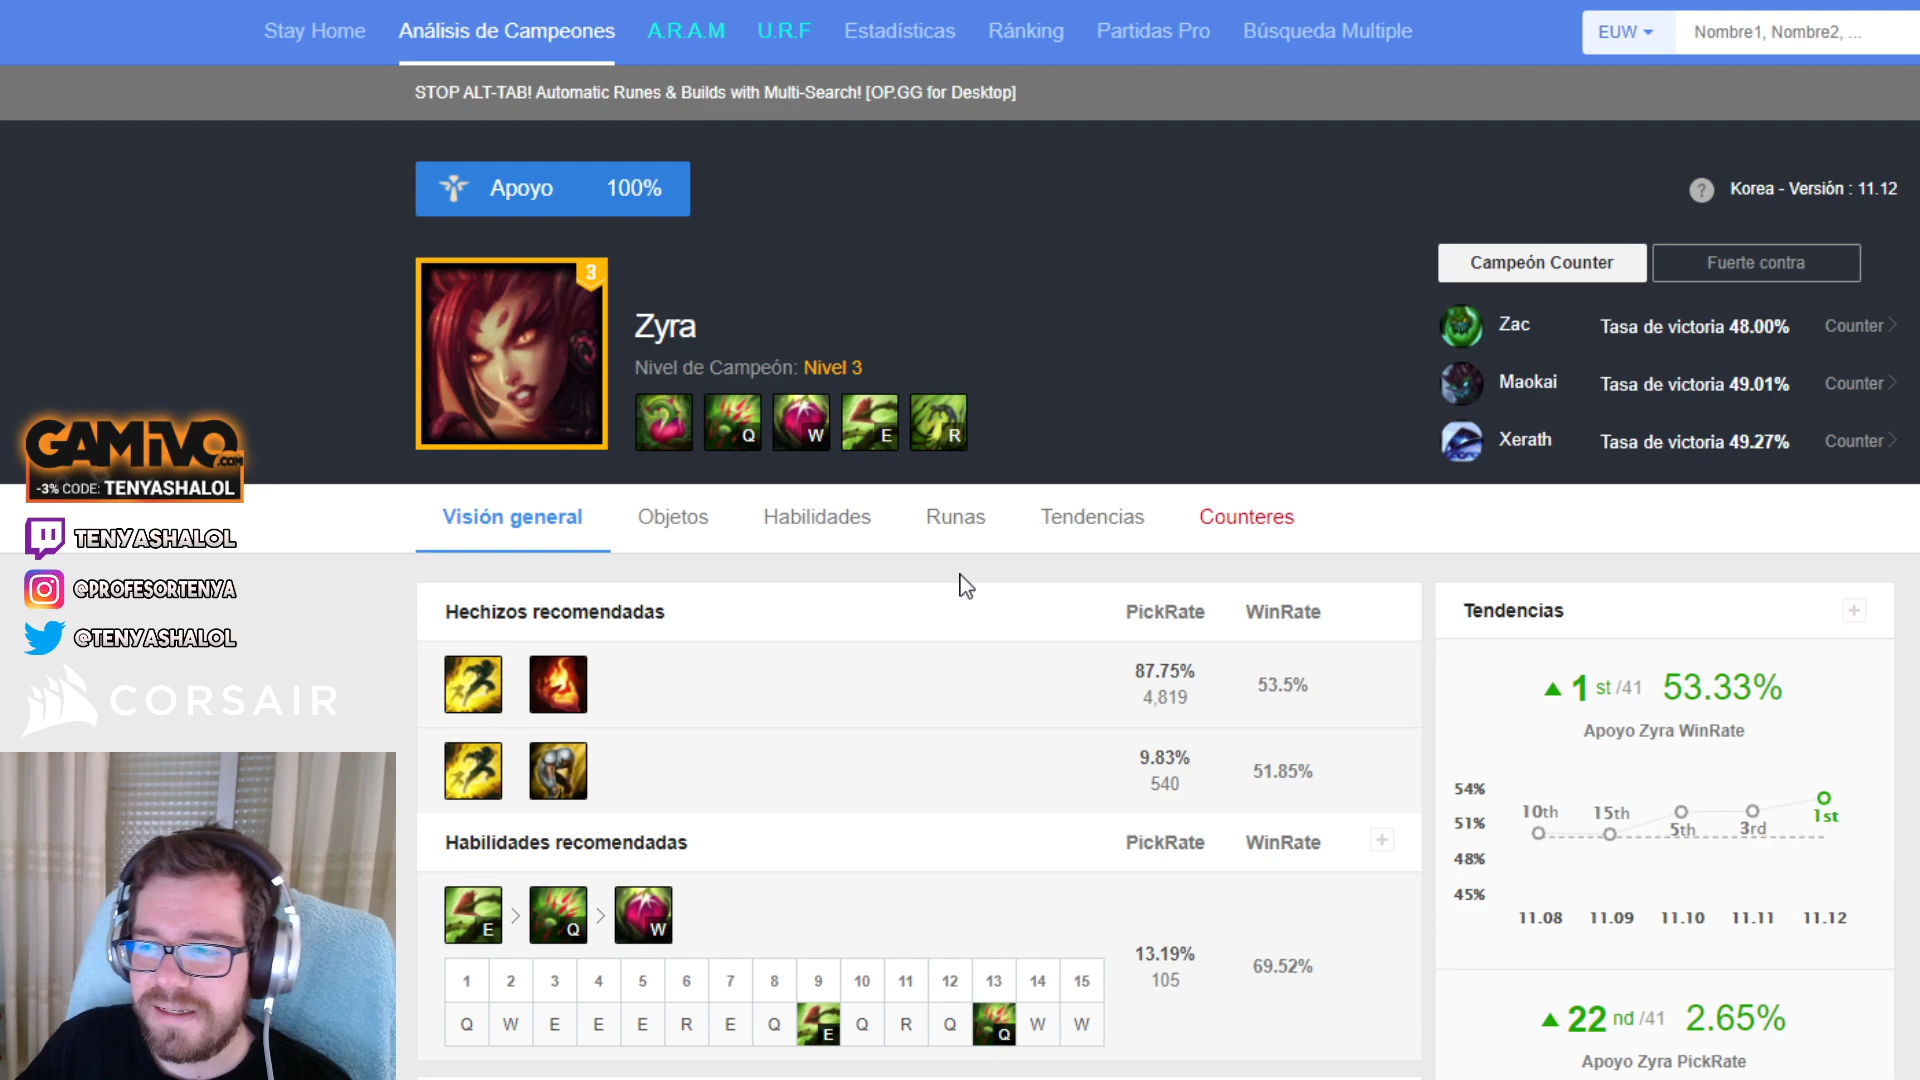 Stay Home Análisis de Campeones A.R.A.M U.R.F Estadísticas Ránking Partidas Pro Búsqueda Multiple EUW Nombre1, Nombre2, ...
STOP ALT-TAB! Automatic Runes & Builds with Multi-Search! [OP.GG for Desktop]
Apoyo 100%
? Korea - Versión : 11.12
Campeón Counter Fuerte contra
3
Zyra
Nivel de Campeón: Nivel 3
Q W E R
Zac Tasa de victoria 48.00% Counter
Maokai Tasa de victoria 49.01% Counter
Xerath Tasa de victoria 49.27% Counter
GAMIVO.COM
-3% CODE: TENYASHALOL
TENYASHALOL
@PROFESORTENYA
@TENYASHALOL
CORSAIR
Visión general Objetos Habilidades Runas Tendencias Counteres
Hechizos recomendadas PickRate WinRate
87.75%
4,819
53.5%
9.83%
540
51.85%
Habilidades recomendadas PickRate WinRate +
E Q W
13.19%
105
69.52%
1 2 3 4 5 6 7 8 9 10 11 12 13 14 15
Q W E E E R E Q E Q R Q Q W W
Tendencias +
1 st /41 53.33%
Apoyo Zyra WinRate
54%
51%
48%
45%
10th 15th 5th 3rd 1st
11.08 11.09 11.10 11.11 11.12
22 nd /41 2.65%
Apoyo Zyra PickRate